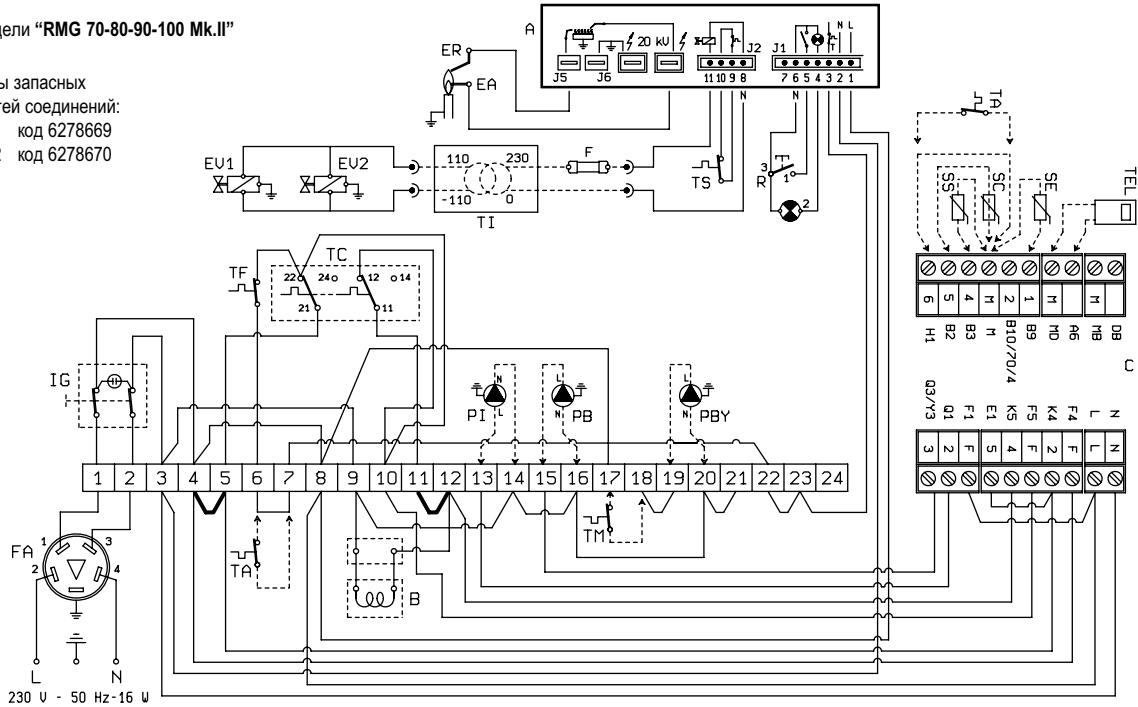 дели “RMG 70-80-90-100 Mk.II”
ы запасных
тей соединений:
код 6278669
2 код 6278670
A
20 kV
J5 J6
J2
J1
N L
11 10 9 8
7 6 5 4 3 2 1
N
N
ER
EA
EV1
EV2
110 230
-110 0
TI
F
TS
R
3
1
2
TA
SS
SC
SE
TEL
6 5 4 M 2 1 M M
H1 B2 B3 M B10/70/4 B9 MD A6 MB DB
C
Q3/Y3 Q1 F1 E1 K5 F5 K4 F4 L N
3 2 F 5 4 F 2 F L N
TF
TC
22 24 12 14
21 11
IG
PI
N
L
PB
L
N
PBY
L
N
1 2 3 4 5 6 7 8 9 10 11 12 13 14 15 16 17 18 19 20 21 22 23 24
FA
1
3
2
4
TA
B
TM
L N
230 V - 50 Hz-16 W